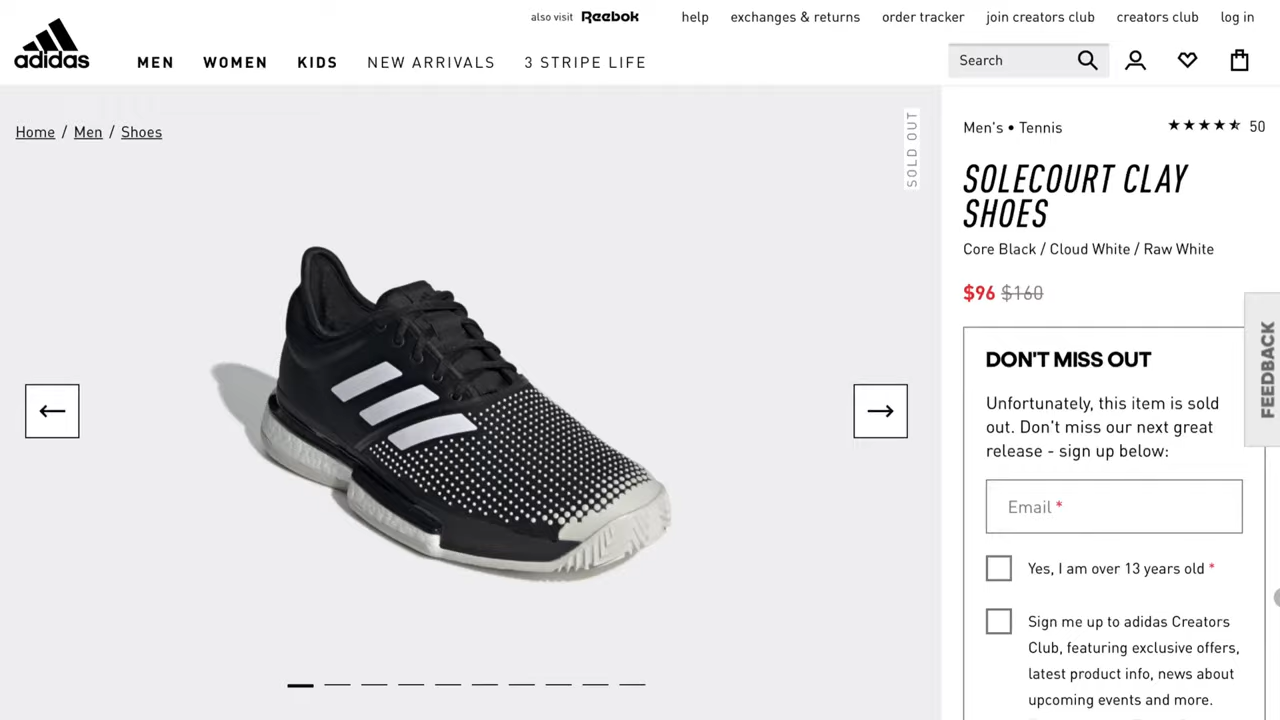 also visit Reebok help exchanges & returns order tracker join creators club creators club log in
adidas
MEN WOMEN KIDS NEW ARRIVALS 3 STRIPE LIFE
Search
Home / Men / Shoes
SOLD OUT
Men's • Tennis
★★★★⯨ 50
SOLECOURT CLAY
SHOES
Core Black / Cloud White / Raw White
$96 $160
FEEDBACK
DON'T MISS OUT
Unfortunately, this item is sold
out. Don't miss our next great
release - sign up below:
Email *
Yes, I am over 13 years old *
Sign me up to adidas Creators
Club, featuring exclusive offers,
latest product info, news about
upcoming events and more.